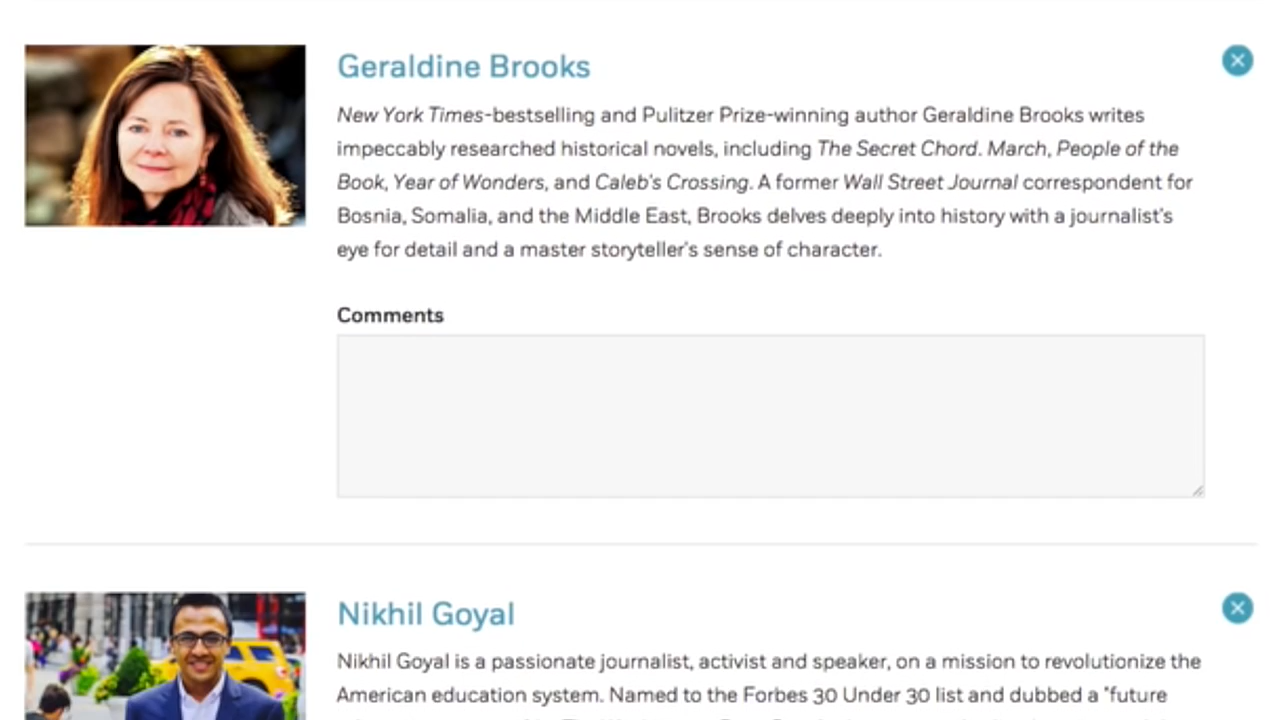 Geraldine Brooks
New York Times-bestselling and Pulitzer Prize-winning author Geraldine Brooks writes
impeccably researched historical novels, including The Secret Chord. March, People of the
Book, Year of Wonders, and Caleb's Crossing. A former Wall Street Journal correspondent for
Bosnia, Somalia, and the Middle East, Brooks delves deeply into history with a journalist's
eye for detail and a master storyteller's sense of character.
Comments
Nikhil Goyal
Nikhil Goyal is a passionate journalist, activist and speaker, on a mission to revolutionize the
American education system. Named to the Forbes 30 Under 30 list and dubbed a "future